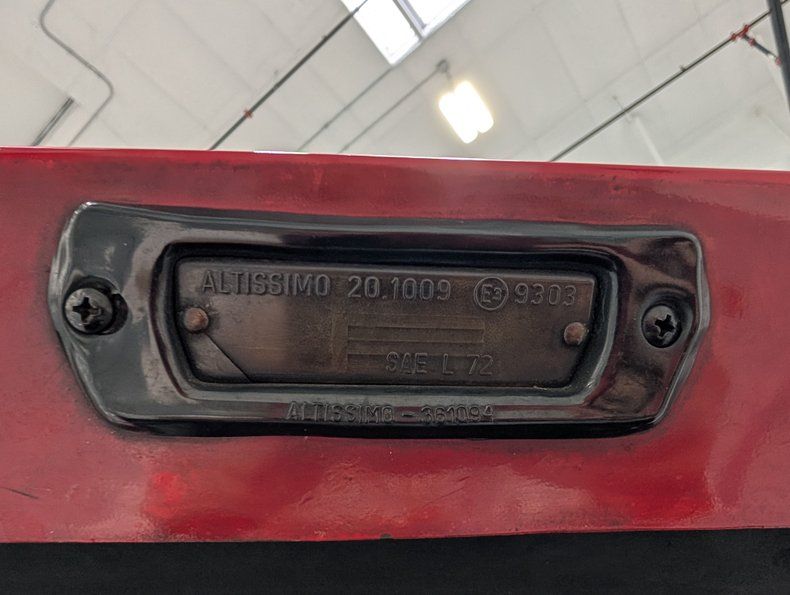 ALTISSIMO 20.1009 E3 9303
SAE L 72
ALTISSIMO - 361094